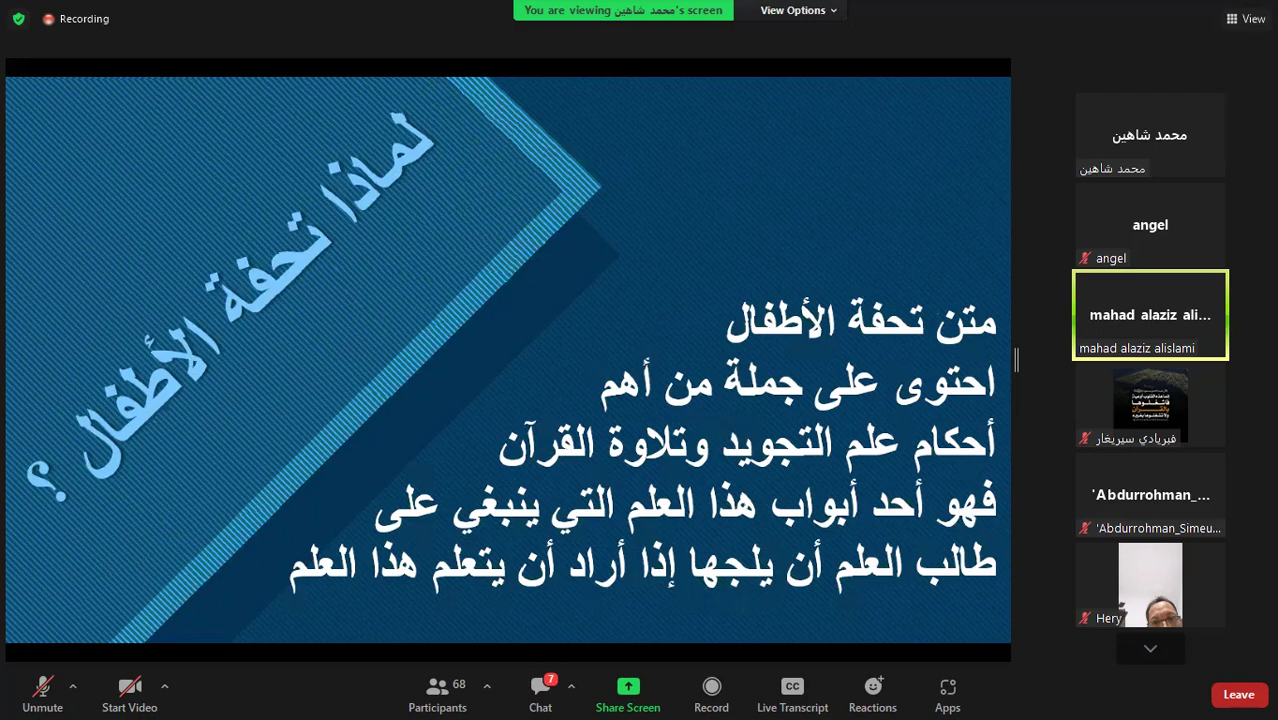 Recording
You are viewing محمد شاهين's screen
View Options
View
لماذا تحفة الأطفال ؟
متن تحفة الأطفال
احتوى على جملة من أهم
أحكام علم التجويد وتلاوة القرآن
فهو أحد أبواب هذا العلم التي ينبغي على
طالب العلم أن يلجها إذا أراد أن يتعلم هذا العلم
محمد شاهين
محمد شاهين
angel
angel
mahad alaziz ali...
mahad alaziz alislami
فبريادي سيريغار
'Abdurrohman_...
'Abdurrohman_Simeu...
Hery
Unmute
Start Video
68
Participants
7
Chat
Share Screen
Record
CC
Live Transcript
Reactions
Apps
Leave